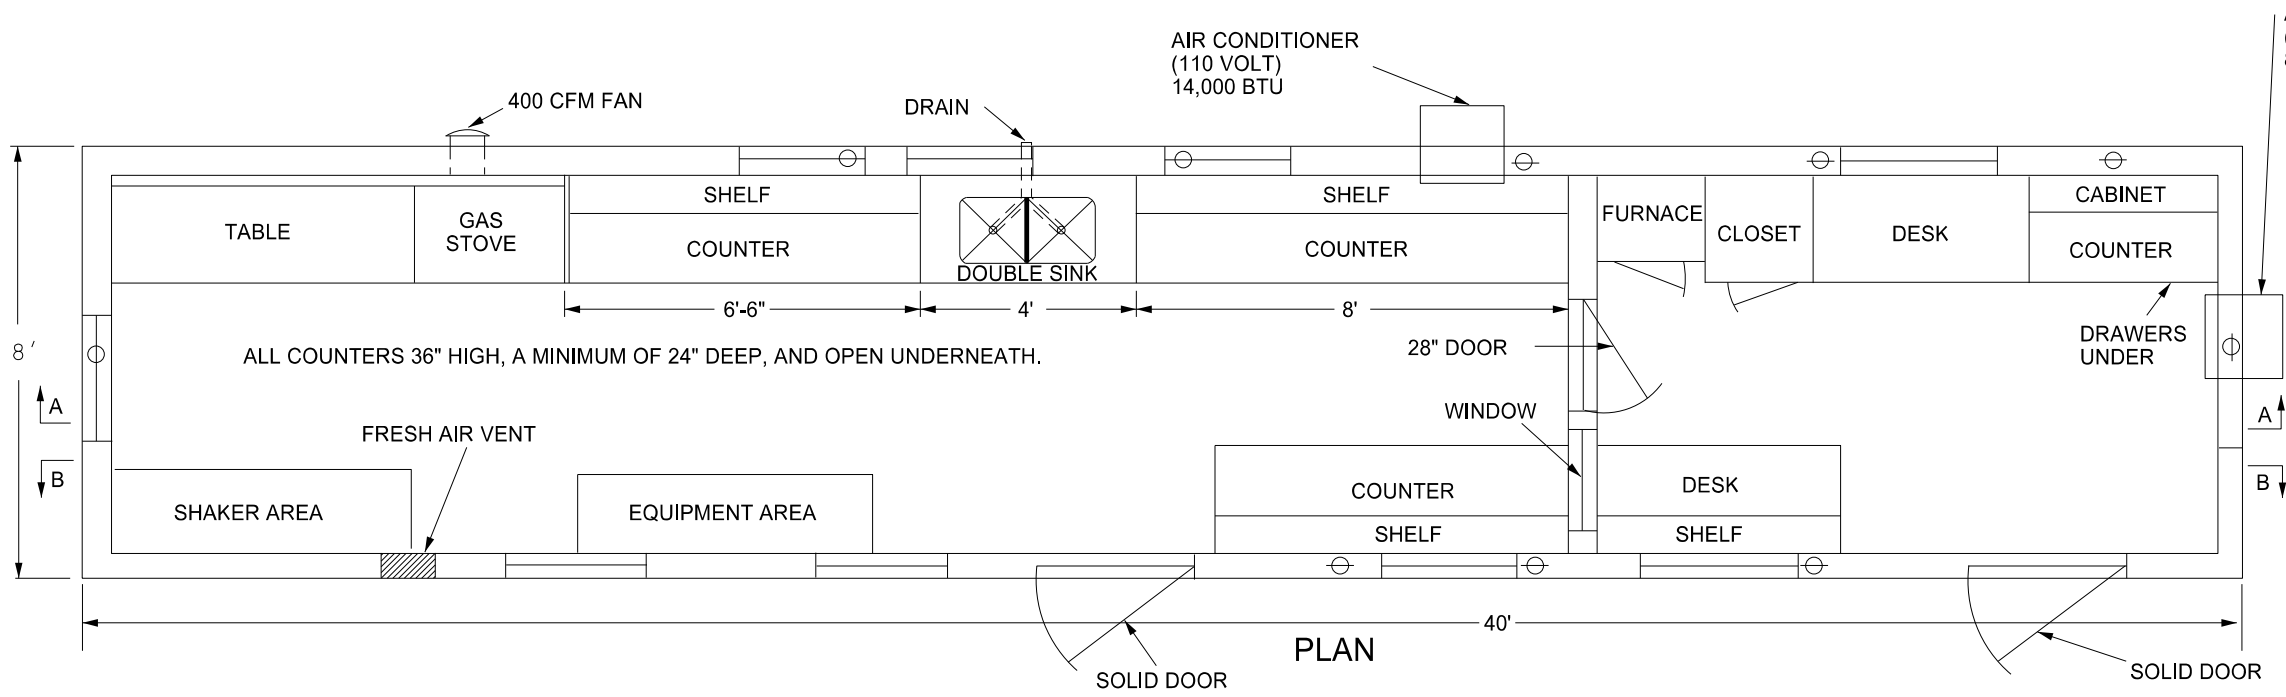 AIR CONDITIONER
(110 VOLT)
14,000 BTU
400 CFM FAN
DRAIN
SHELF
SHELF
CABINET
TABLE
GAS
STOVE
COUNTER
DOUBLE SINK
COUNTER
FURNACE
CLOSET
DESK
COUNTER
6'-6"
4'
8'
8'
ALL COUNTERS 36" HIGH, A MINIMUM OF 24" DEEP, AND OPEN UNDERNEATH.
28" DOOR
DRAWERS
UNDER
A
WINDOW
A
FRESH AIR VENT
B
B
SHAKER AREA
EQUIPMENT AREA
COUNTER
DESK
SHELF
SHELF
40'
PLAN
SOLID DOOR
SOLID DOOR